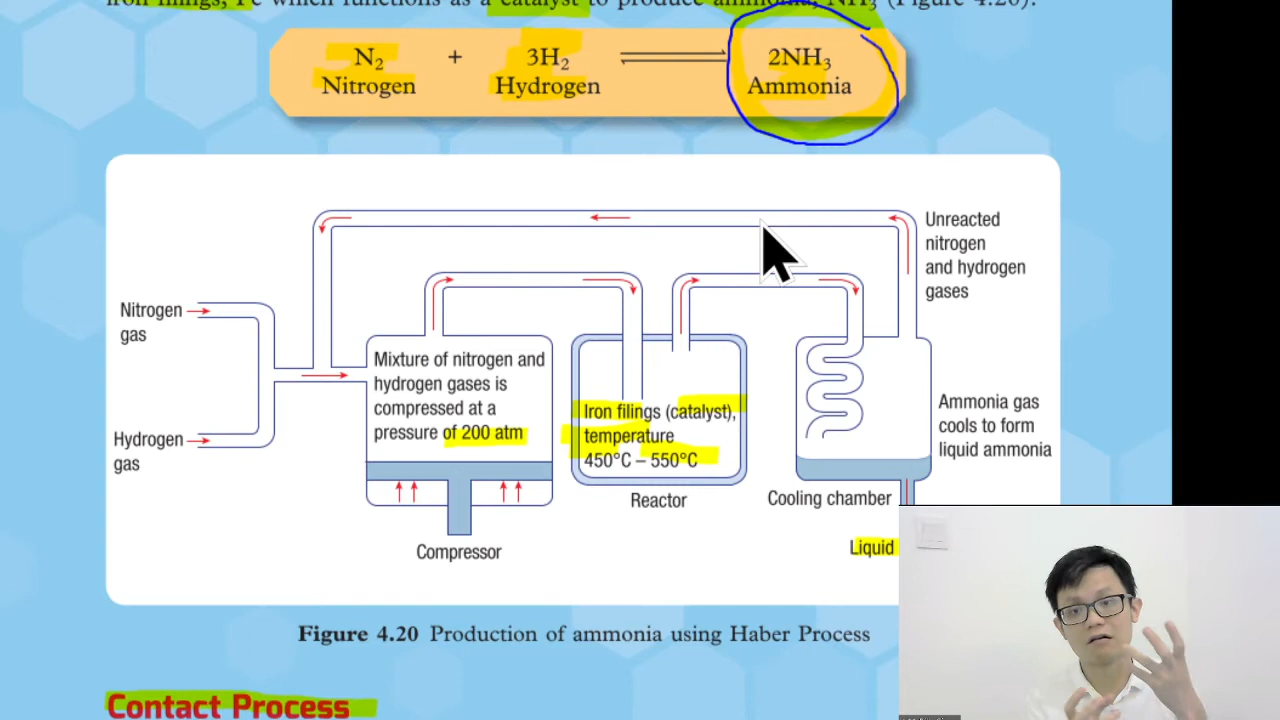 iron filings, Fe which functions as a catalyst to produce ammonia, NH₃ (Figure 4.20).
N₂ + 3H₂ ⇌ 2NH₃
Nitrogen Hydrogen Ammonia
Unreacted
nitrogen
and hydrogen
gases
Nitrogen
gas
Hydrogen
gas
Mixture of nitrogen and
hydrogen gases is
compressed at a
pressure of 200 atm
Compressor
Iron filings (catalyst),
temperature
450°C – 550°C
Reactor
Ammonia gas
cools to form
liquid ammonia
Cooling chamber
Liquid
Figure 4.20 Production of ammonia using Haber Process
Contact Process